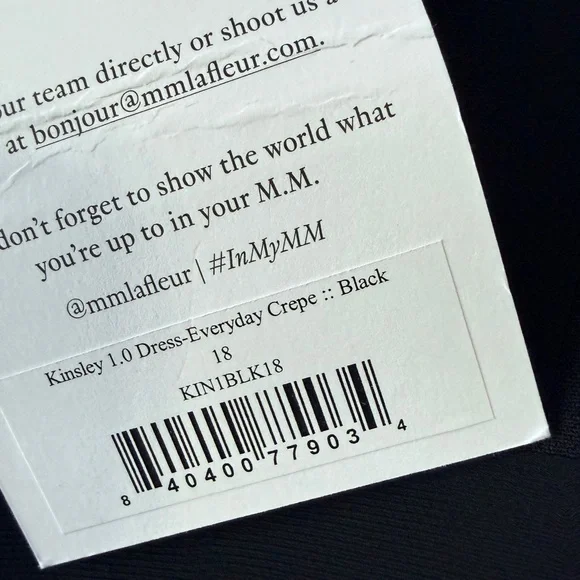 our team directly or shoot us a
at bonjour@mmlafleur.com.
don't forget to show the world what
you're up to in your M.M.
@mmlafleur | #InMyMM
Kinsley 1.0 Dress-Everyday Crepe :: Black
18
KIN1BLK18
8 40400 77903 4